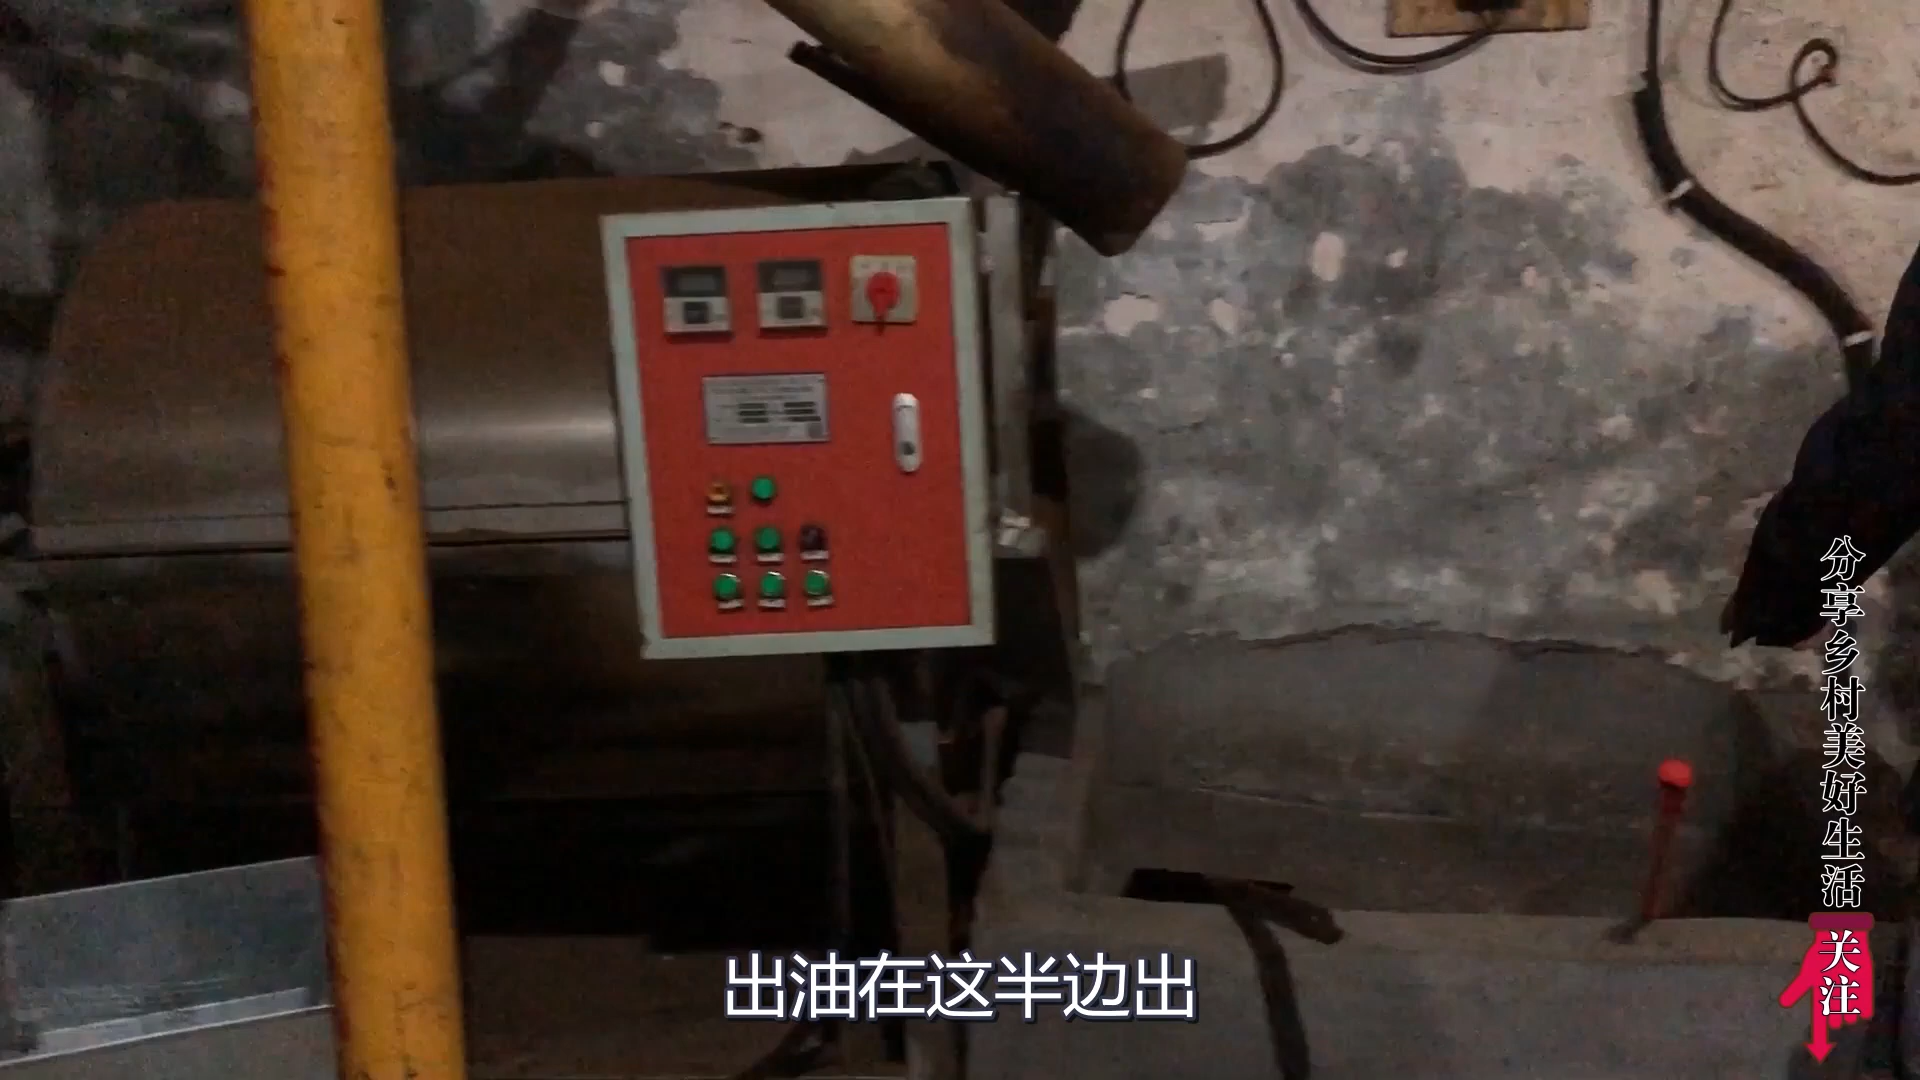 出油在这半边出
分享乡村美好生活
关注